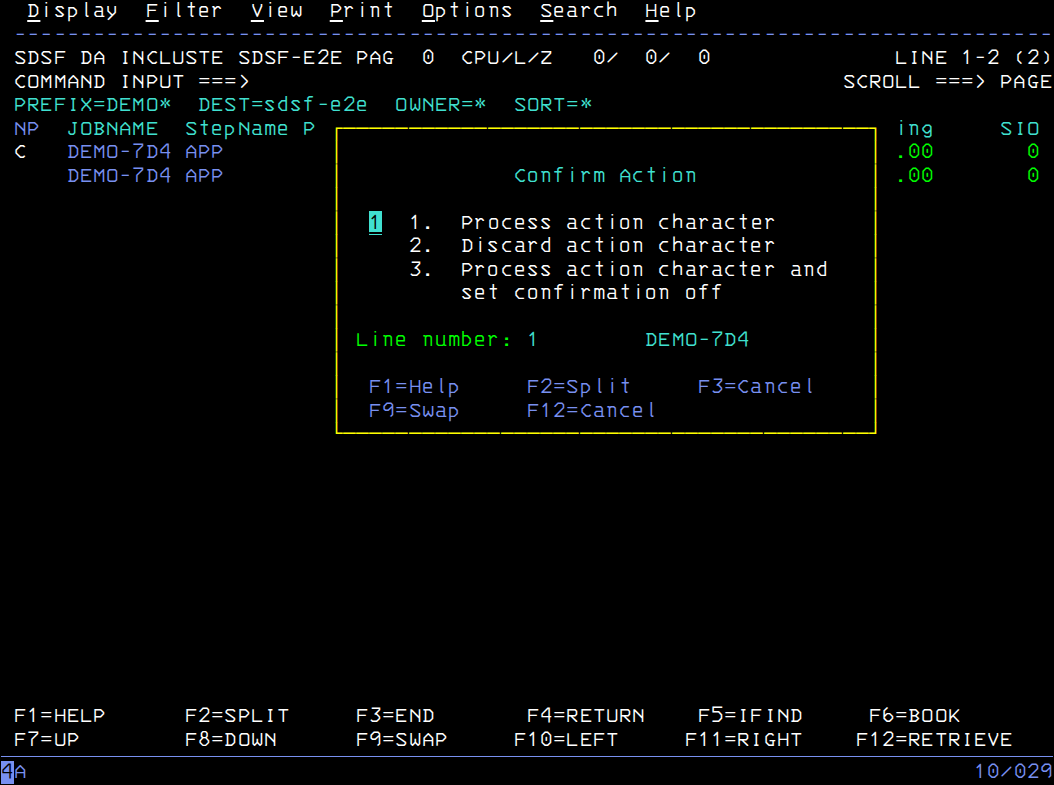 Display Filter View Print Options Search Help
SDSF DA INCLUSTE SDSF-E2E PAG 0 CPU/L/Z 0/ 0/ 0 LINE 1-2 (2)
COMMAND INPUT ===> SCROLL ===> PAGE
PREFIX=DEMO* DEST=sdsf-e2e OWNER=* SORT=*
NP JOBNAME StepName P ing SIO
C DEMO-7D4 APP .00 0
DEMO-7D4 APP .00 0
Confirm Action
1 1. Process action character
2. Discard action character
3. Process action character and
set confirmation off
Line number: 1 DEMO-7D4
F1=Help F2=Split F3=Cancel
F9=Swap F12=Cancel
F1=HELP F2=SPLIT F3=END F4=RETURN F5=IFIND F6=BOOK
F7=UP F8=DOWN F9=SWAP F10=LEFT F11=RIGHT F12=RETRIEVE
4A 10/029